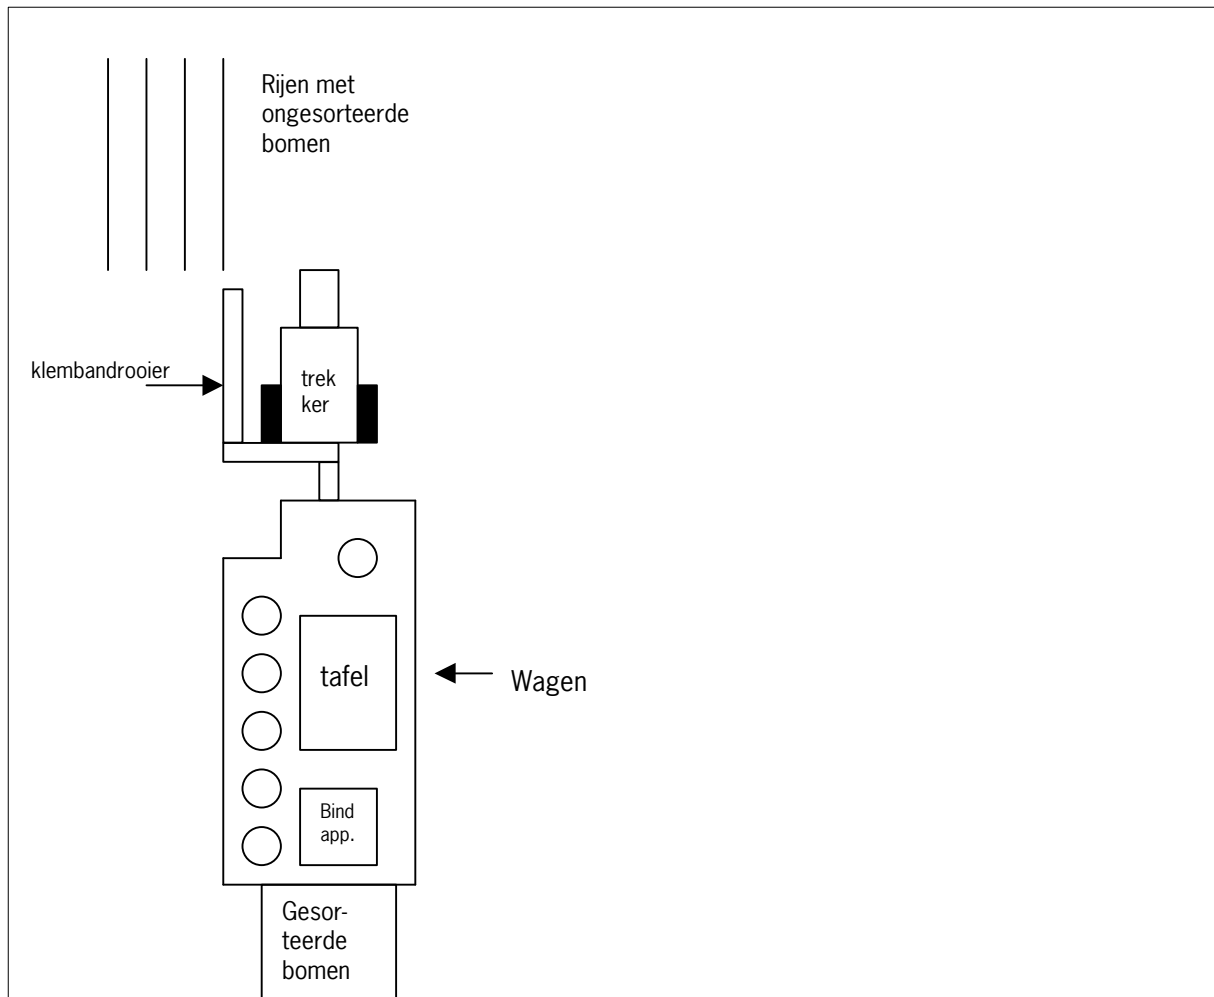 Rijen met
ongesorteerde
bomen
klembandrooier
trek
ker
tafel
Wagen
Bind
app.
Gesor-
teerde
bomen